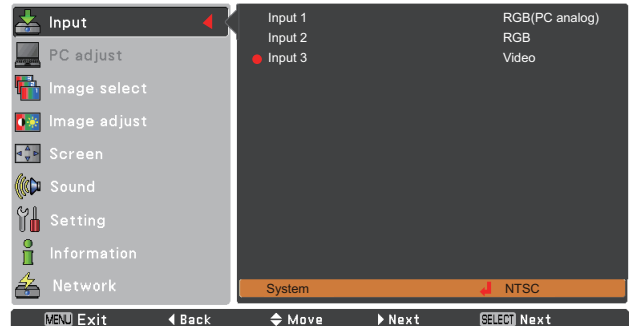 Input
PC adjust
Image select
Image adjust
Screen
Sound
Setting
Information
Network
Input 1 RGB(PC analog)
Input 2 RGB
Input 3 Video
System NTSC
MENU Exit Back Move Next SELECT Next